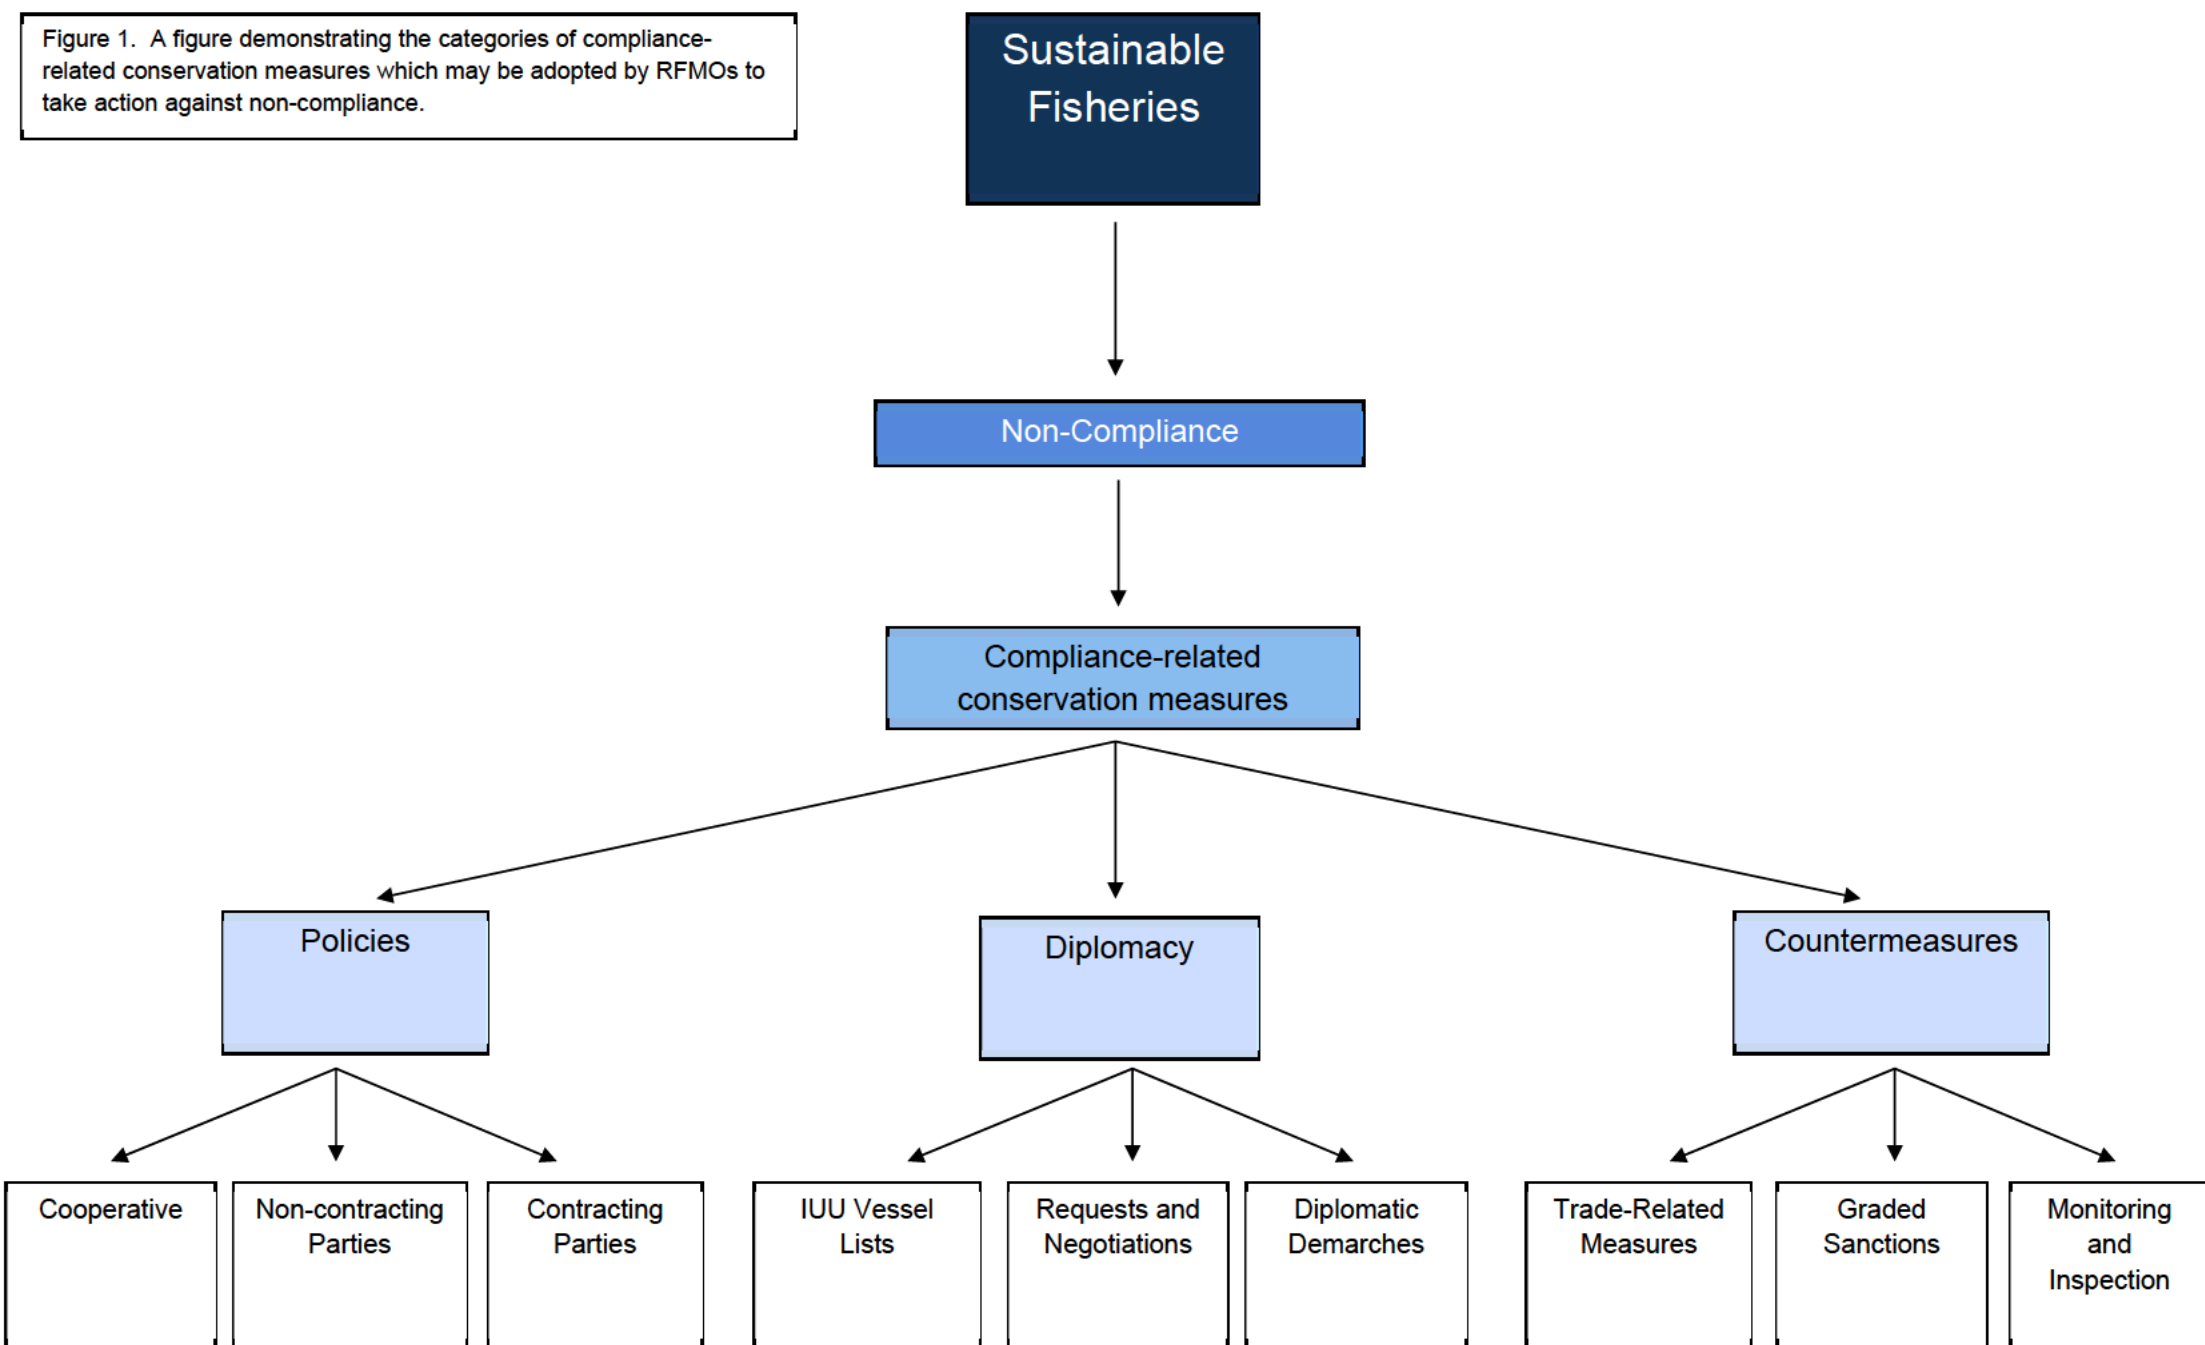 Figure 1.  A figure demonstrating the categories of compliance-
related conservation measures which may be adopted by RFMOs to
take action against non-compliance.
Sustainable
Fisheries
Non-Compliance
Compliance-related
conservation measures
Policies
Diplomacy
Countermeasures
Cooperative
Non-contracting
Parties
Contracting
Parties
IUU Vessel
Lists
Requests and
Negotiations
Diplomatic
Demarches
Trade-Related
Measures
Graded
Sanctions
Monitoring
and
Inspection